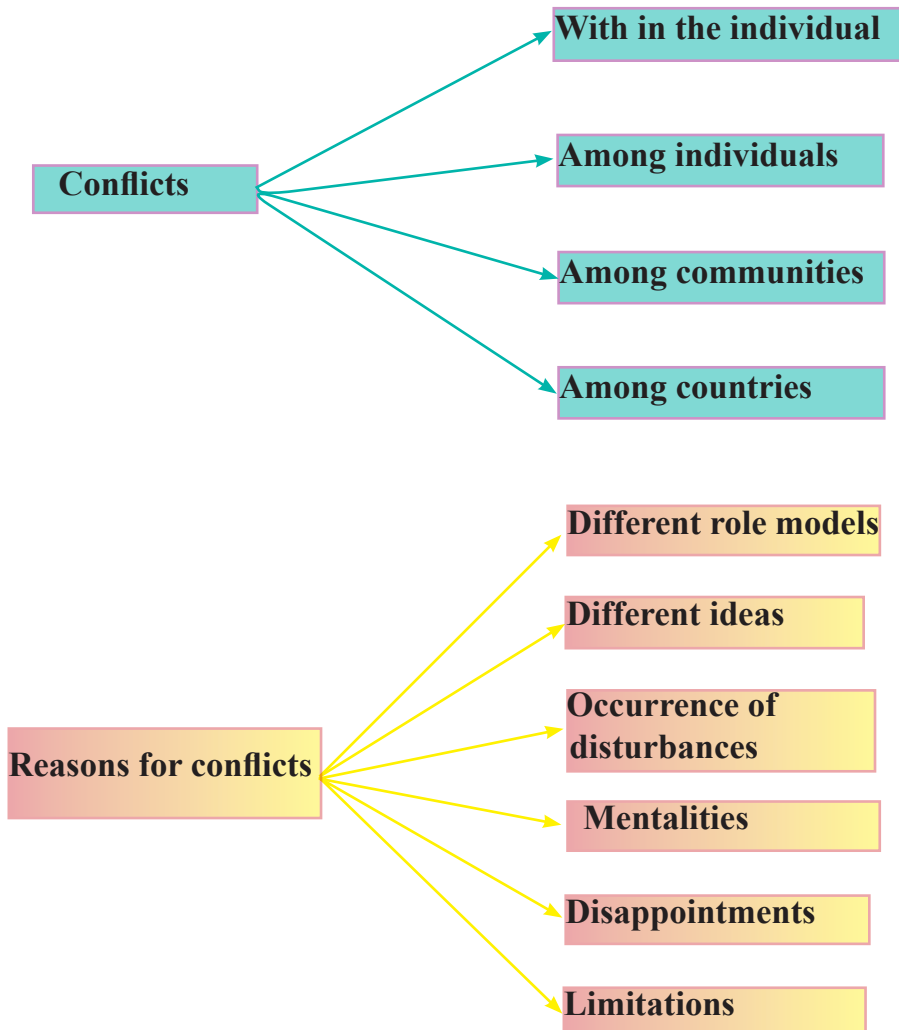 Conflicts
With in the individual
Among individuals
Among communities
Among countries
Reasons for conflicts
Different role models
Different ideas
Occurrence of
disturbances
Mentalities
Disappointments
Limitations